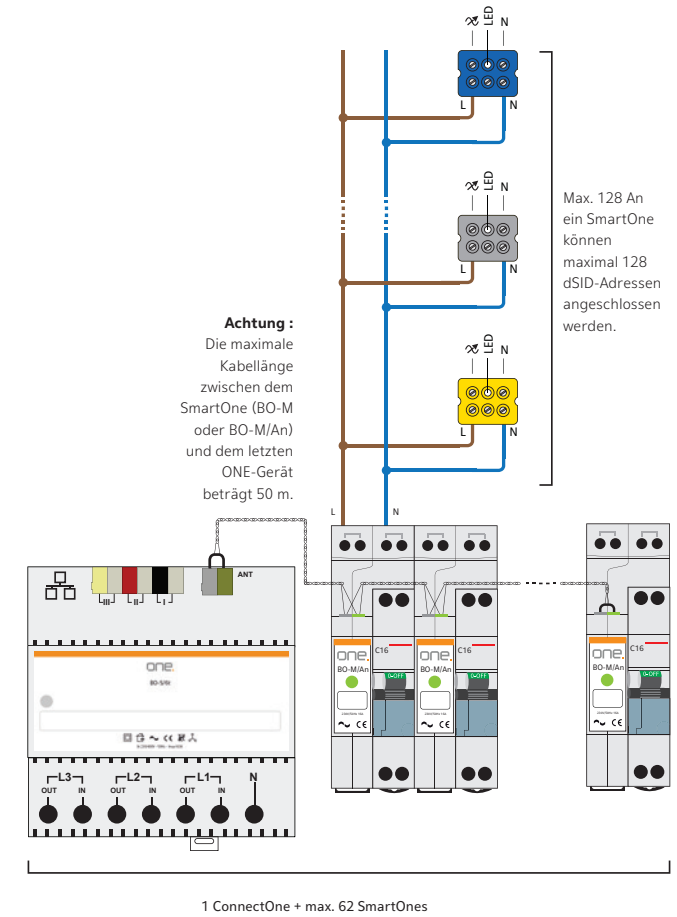 LED N
L N
LED N
L N
Max. 128 An
ein SmartOne
können
maximal 128
dSID-Adressen
angeschlossen
werden.
Achtung :
Die maximale
Kabellänge
zwischen dem
SmartOne (BO-M
oder BO-M/An)
und dem letzten
ONE-Gerät
beträgt 50 m.
LED N
L N
L N
ANT
III II I
one.
BO-M/An
C16
0-OFF
CE
one.
BO-M/An
C16
0-OFF
CE
one.
BO-M/An
C16
0-OFF
CE
one.
L3 L2 L1 N
OUT IN OUT IN OUT IN
1 ConnectOne + max. 62 SmartOnes